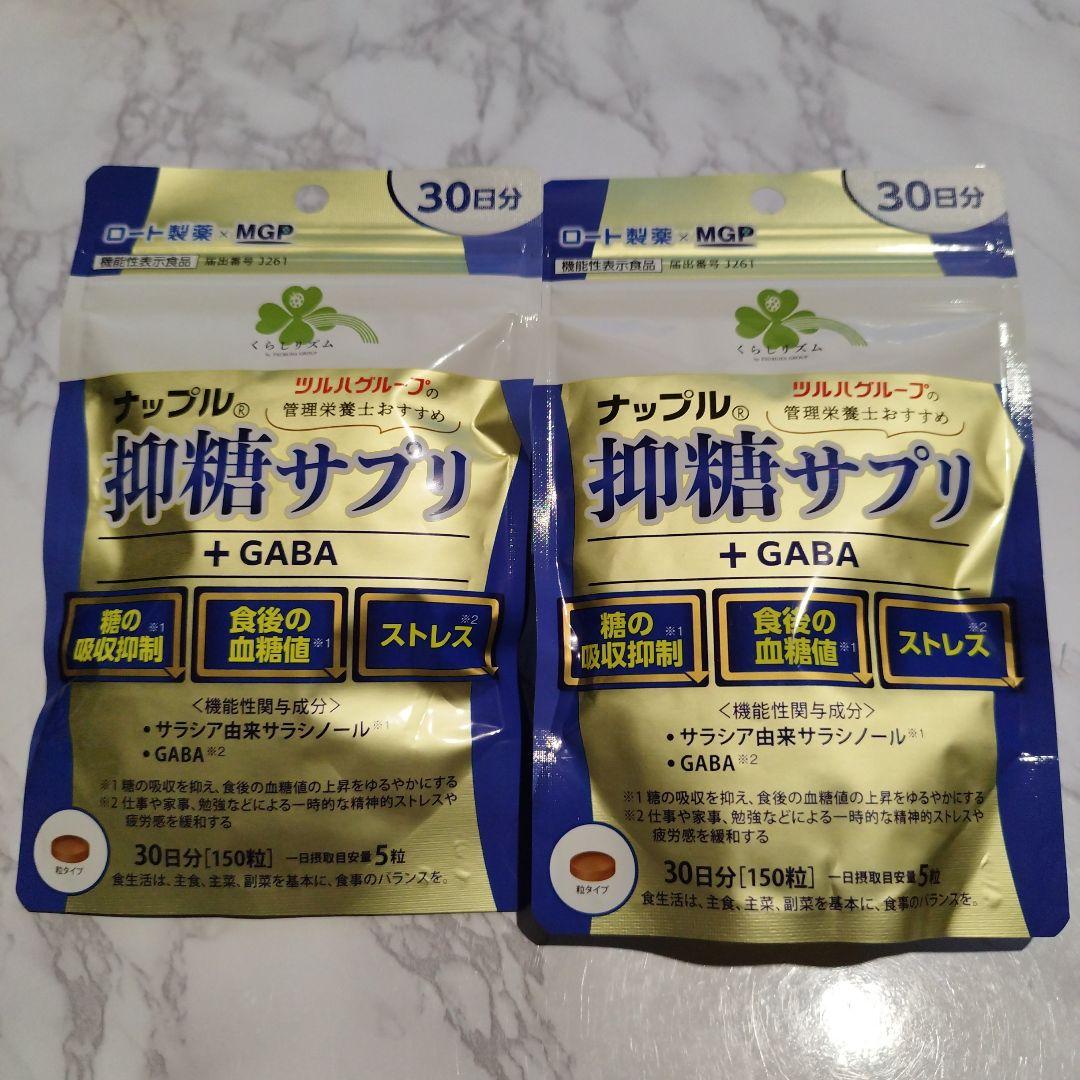 30日分
ロート製薬×MGP
機能性表示食品 届出番号 J261
くらしリズム
by TSURUHA GROUP
ツルハグループの
管理栄養士おすすめ
ナップル®
抑糖サプリ
+GABA
糖の
吸収抑制※1
食後の
血糖値※1
ストレス※2
〈機能性関与成分〉
・サラシア由来サラシノール※1
・GABA※2
※1 糖の吸収を抑え、食後の血糖値の上昇をゆるやかにする
※2 仕事や家事、勉強などによる一時的な精神的ストレスや
疲労感を緩和する
粒タイプ
30日分[150粒] 一日摂取目安量5粒
食生活は、主食、主菜、副菜を基本に、食事のバランスを。
30日分
ロート製薬×MGP
機能性表示食品 届出番号 J261
くらしリズム
by TSURUHA GROUP
ツルハグループの
管理栄養士おすすめ
ナップル®
抑糖サプリ
+GABA
糖の
吸収抑制※1
食後の
血糖値※1
ストレス※2
〈機能性関与成分〉
・サラシア由来サラシノール※1
・GABA※2
※1 糖の吸収を抑え、食後の血糖値の上昇をゆるやかにする
※2 仕事や家事、勉強などによる一時的な精神的ストレスや
疲労感を緩和する
粒タイプ
30日分[150粒] 一日摂取目安量5粒
食生活は、主食、主菜、副菜を基本に、食事のバランスを。